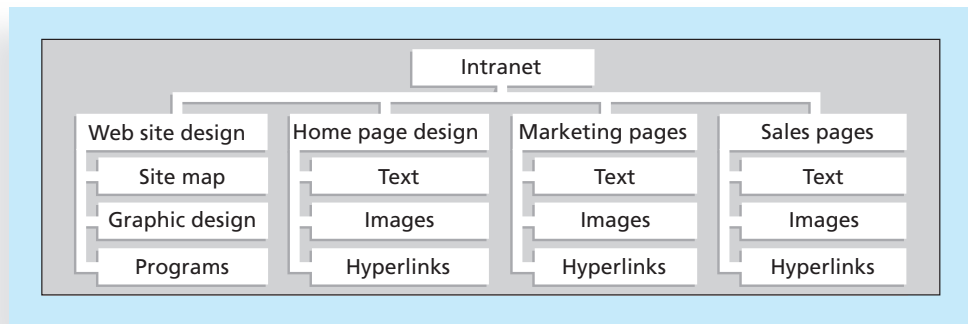 Intranet
Web site design
Home page design
Marketing pages
Sales pages
Site map
Text
Text
Text
Graphic design
Images
Images
Images
Programs
Hyperlinks
Hyperlinks
Hyperlinks